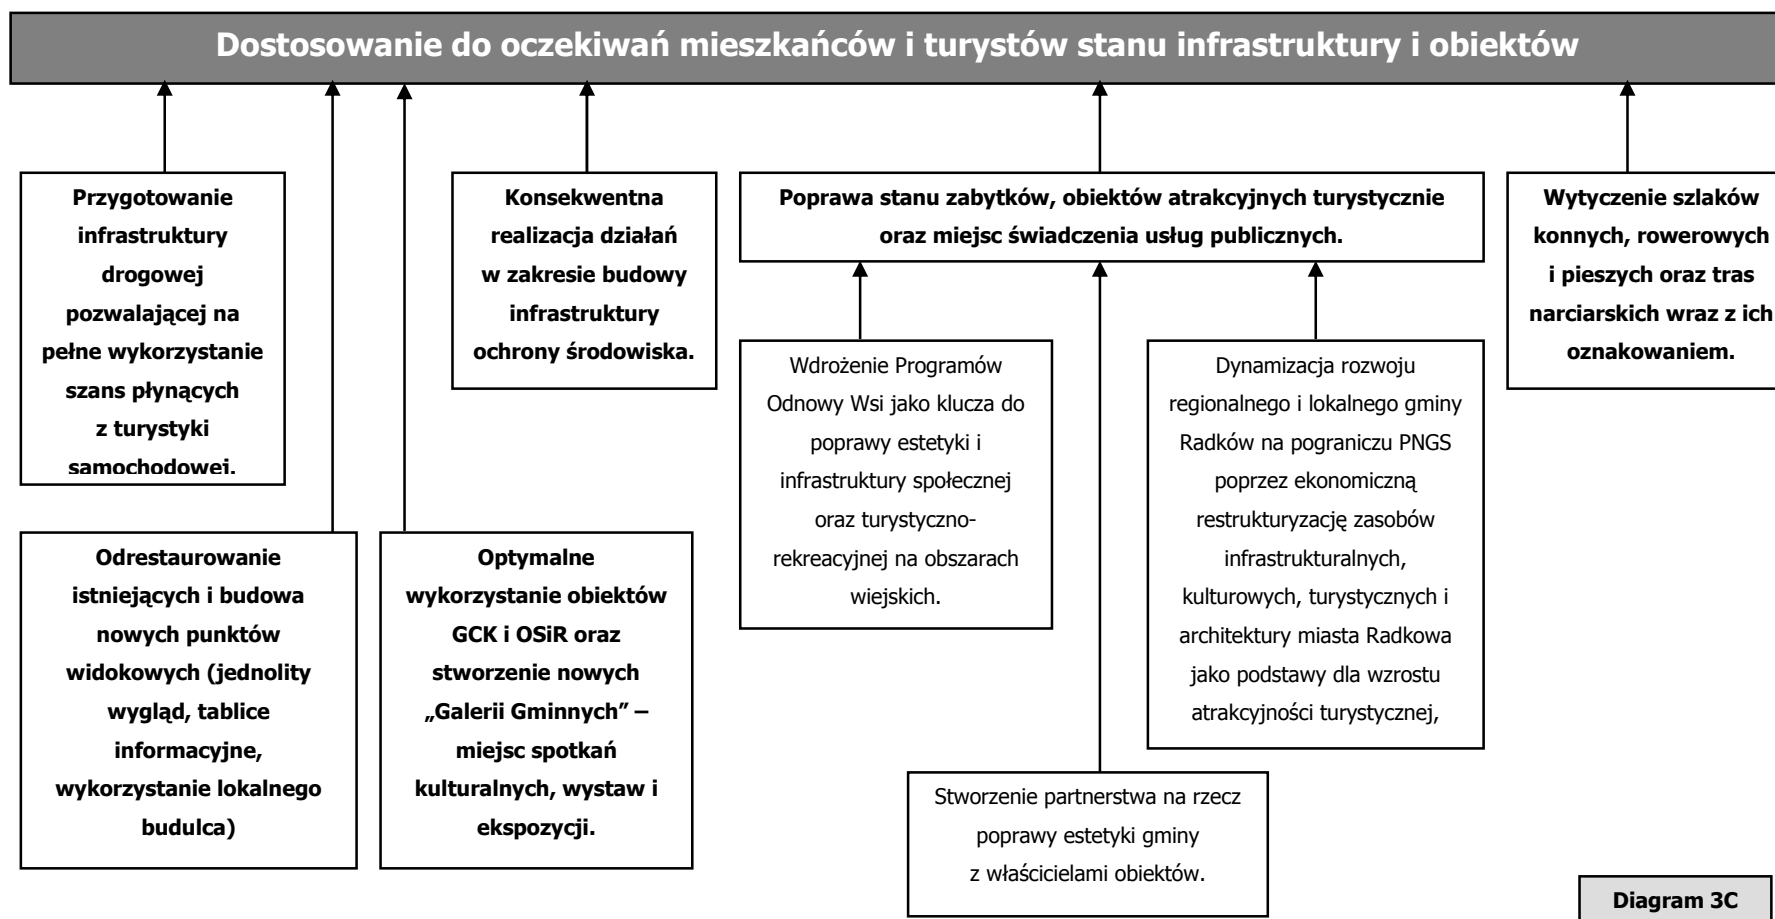 Dostosowanie do oczekiwań mieszkańców i turystów stanu infrastruktury i obiektów
Przygotowanie
infrastruktury
drogowej
pozwalającej na
pełne wykorzystanie
szans płynących
z turystyki
samochodowej.
Konsekwentna
realizacja działań
w zakresie budowy
infrastruktury
ochrony środowiska.
Poprawa stanu zabytków, obiektów atrakcyjnych turystycznie
oraz miejsc świadczenia usług publicznych.
Wytyczenie szlaków
konnych, rowerowych
i pieszych oraz tras
narciarskich wraz z ich
oznakowaniem.
Wdrożenie Programów
Odnowy Wsi jako klucza do
poprawy estetyki i
infrastruktury społecznej
oraz turystyczno-
rekreacyjnej na obszarach
wiejskich.
Dynamizacja rozwoju
regionalnego i lokalnego gminy
Radków na pograniczu PNGS
poprzez ekonomiczną
restrukturyzację zasobów
infrastrukturalnych,
kulturowych, turystycznych i
architektury miasta Radkowa
jako podstawy dla wzrostu
atrakcyjności turystycznej,
Odrestaurowanie
istniejących i budowa
nowych punktów
widokowych (jednolity
wygląd, tablice
informacyjne,
wykorzystanie lokalnego
budulca)
Optymalne
wykorzystanie obiektów
GCK i OSiR oraz
stworzenie nowych
„Galerii Gminnych” –
miejsc spotkań
kulturalnych, wystaw i
ekspozycji.
Stworzenie partnerstwa na rzecz
poprawy estetyki gminy
z właścicielami obiektów.
Diagram 3C